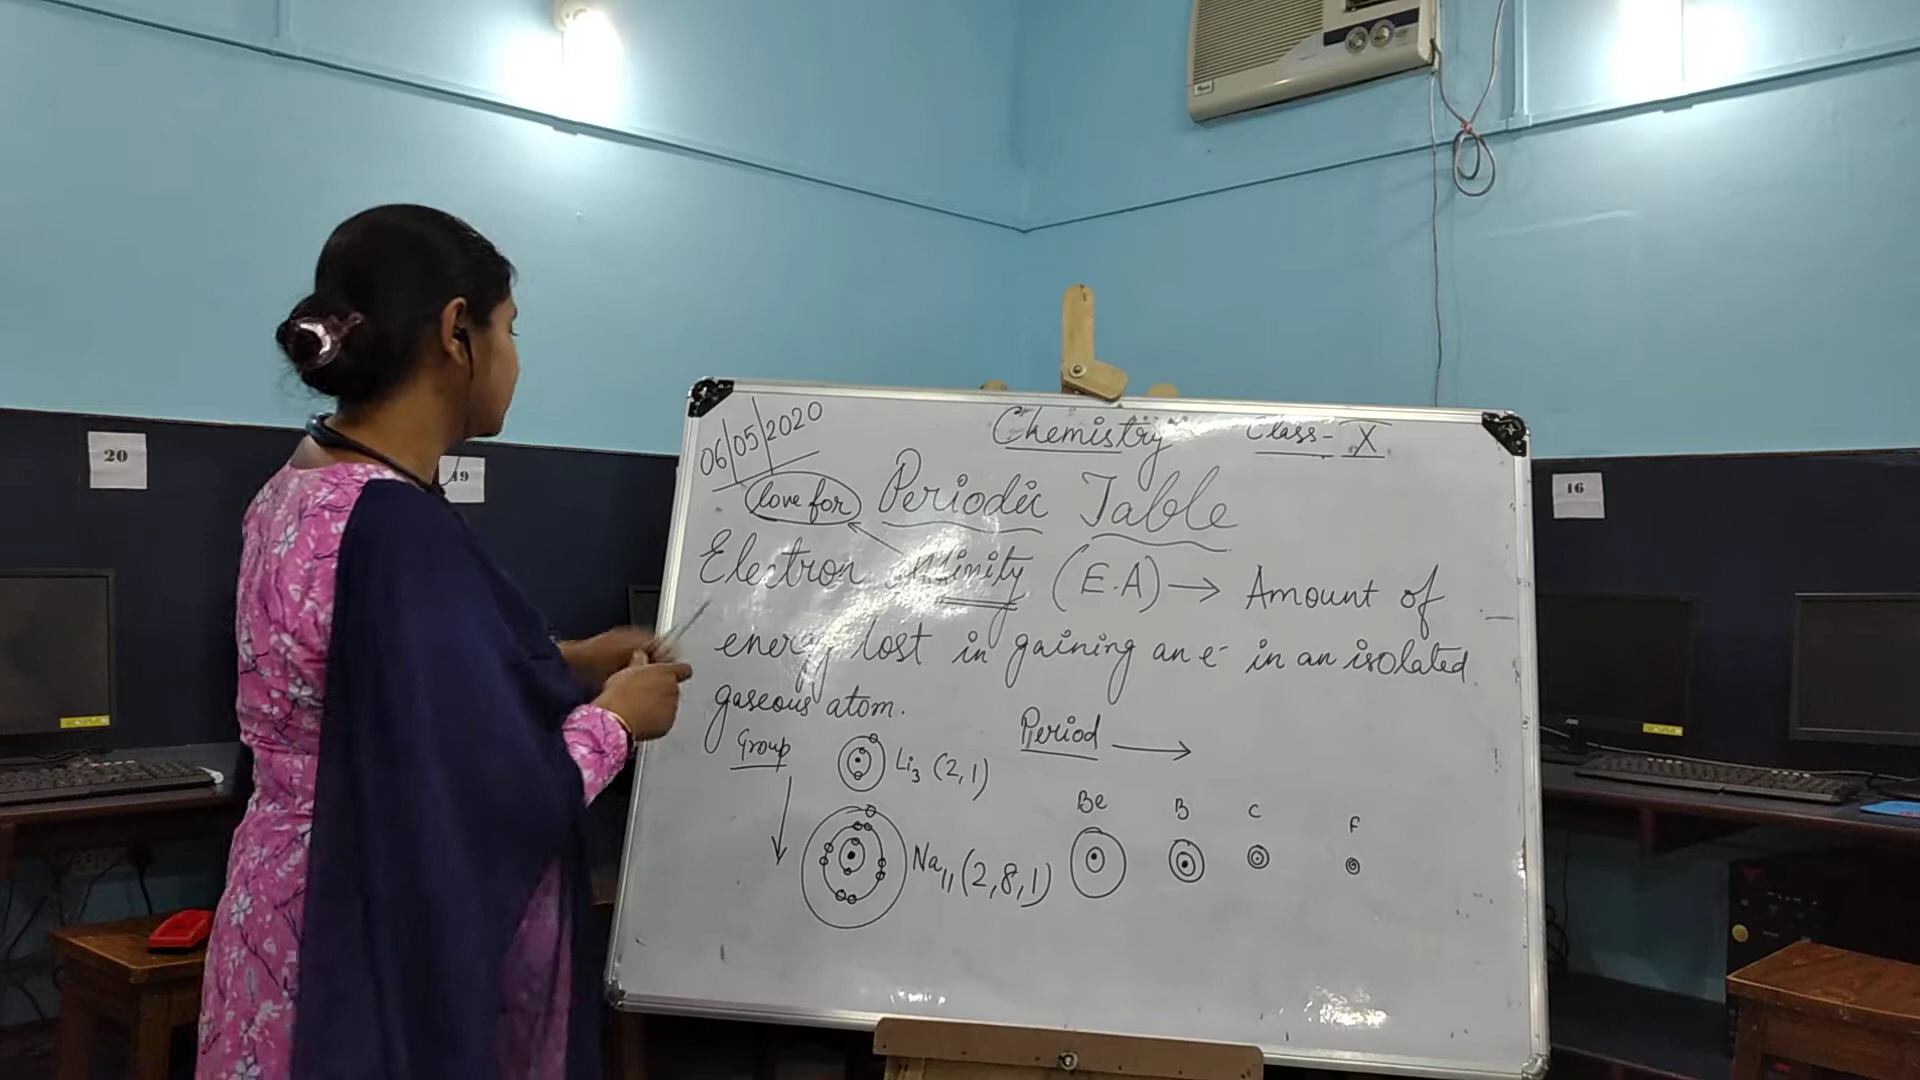 20
19
16
06/05/2020
Chemistry Class - X
love for Periodic Table
Electron Affinity (E.A) → Amount of
energy lost in gaining an e⁻ in an isolated
gaseous atom.
Group
Li₃ (2,1)
Na₁₁ (2,8,1)
Period →
Be B C F